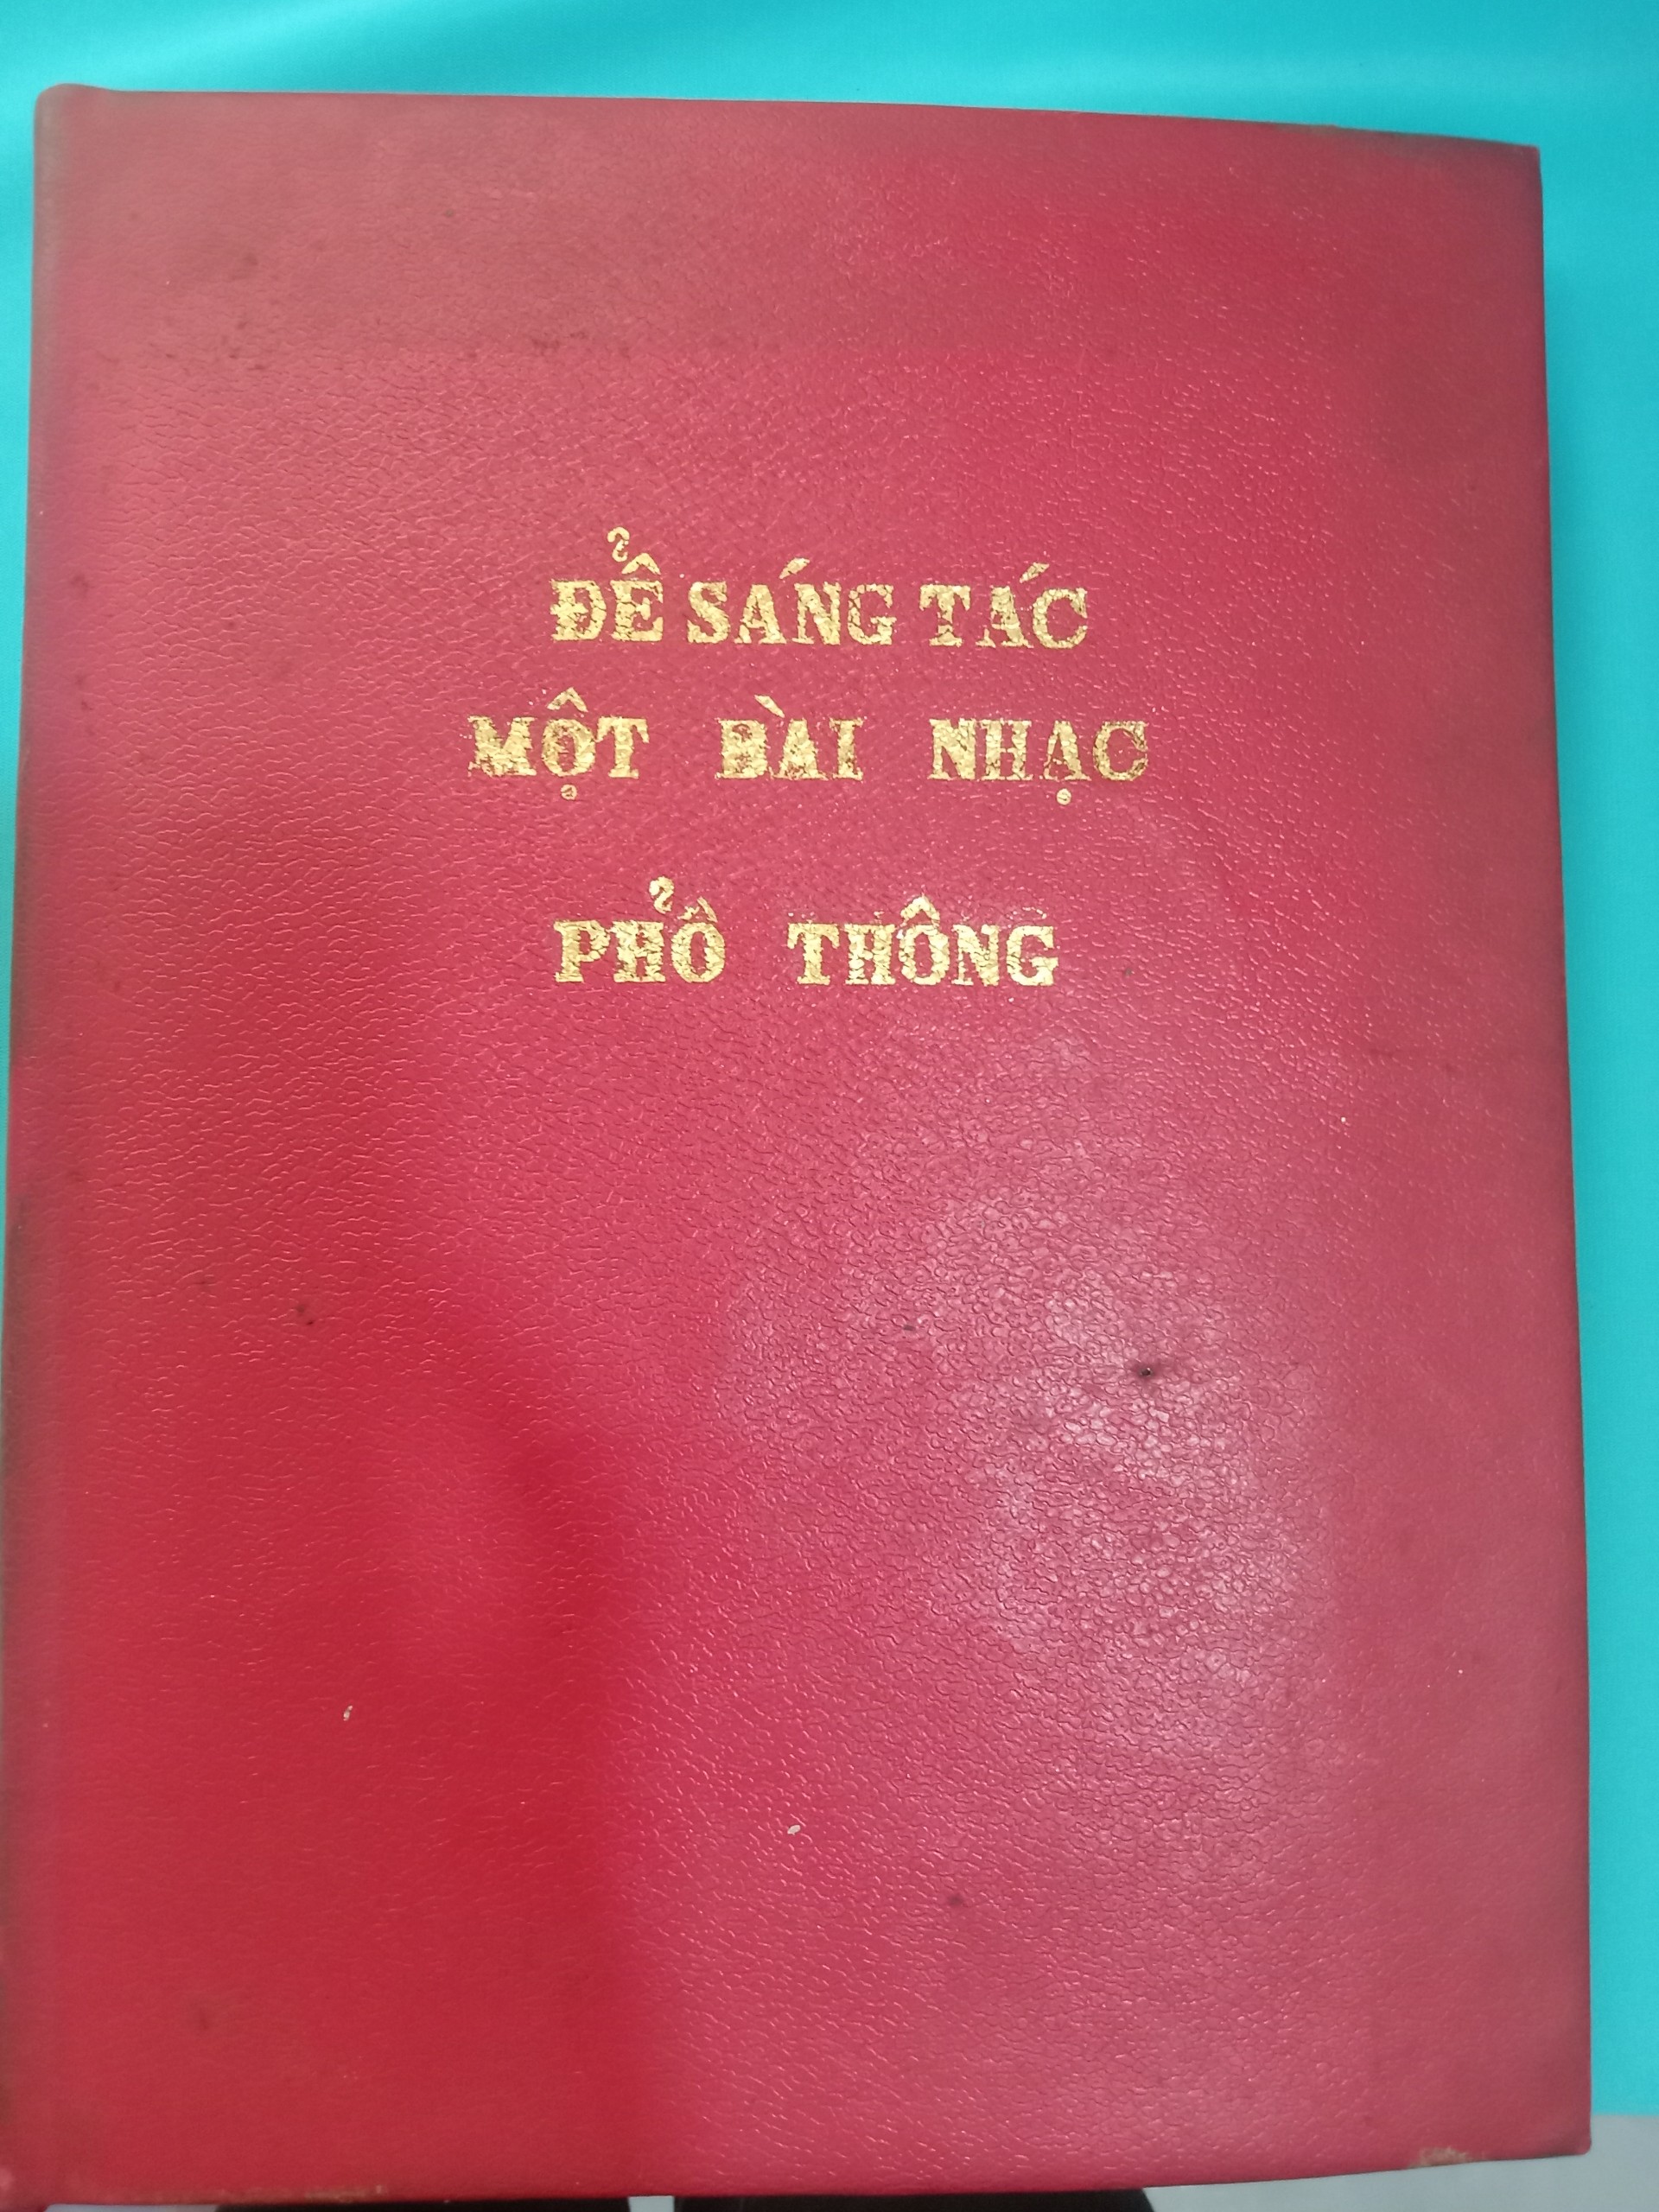 ĐỂ SÁNG TÁC
MỘT BÀI NHẠC
PHỔ THÔNG